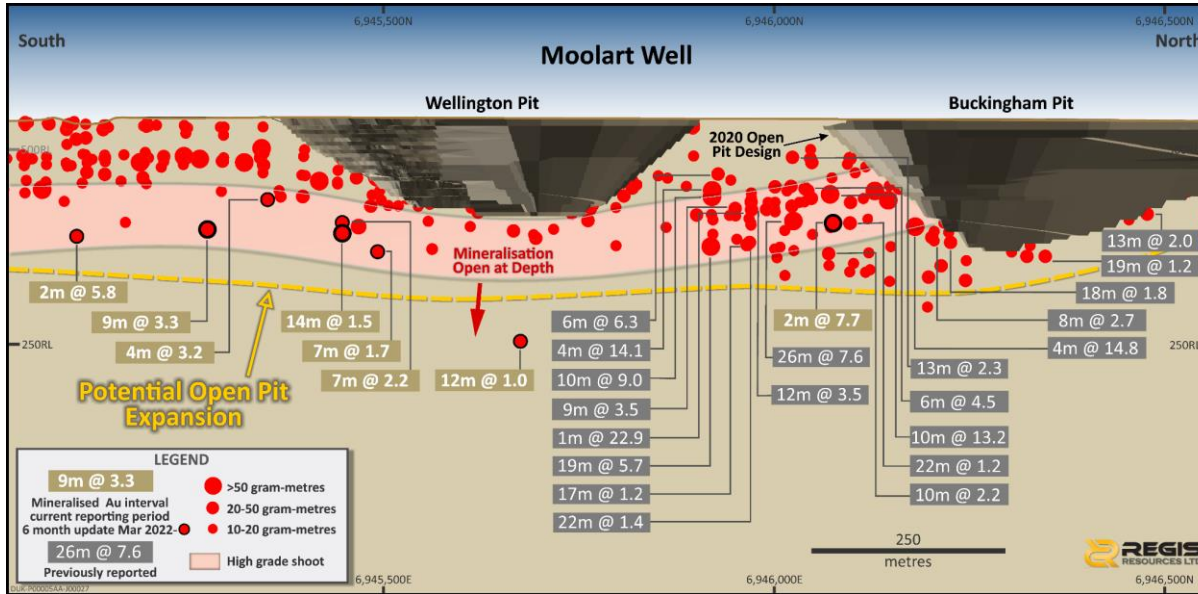 6,945,500N
6,946,000N
6,946,500N
South
North
Moolart Well
Wellington Pit
Buckingham Pit
2020 Open
Pit Design
500RL
Mineralisation
Open at Depth
250RL
250RL
2m @ 5.8
9m @ 3.3
4m @ 3.2
14m @ 1.5
7m @ 1.7
7m @ 2.2
12m @ 1.0
Potential Open Pit
Expansion
6m @ 6.3
4m @ 14.1
10m @ 9.0
9m @ 3.5
1m @ 22.9
19m @ 5.7
17m @ 1.2
22m @ 1.4
2m @ 7.7
26m @ 7.6
12m @ 3.5
13m @ 2.0
19m @ 1.2
18m @ 1.8
8m @ 2.7
4m @ 14.8
13m @ 2.3
6m @ 4.5
10m @ 13.2
22m @ 1.2
10m @ 2.2
LEGEND
9m @ 3.3
Mineralised Au interval
current reporting period
6 month update Mar 2022-
26m @ 7.6
Previously reported
>50 gram-metres
20-50 gram-metres
10-20 gram-metres
High grade shoot
250
metres
REGIS
RESOURCES LTD
6,945,500E
6,946,000E
6,946,500N